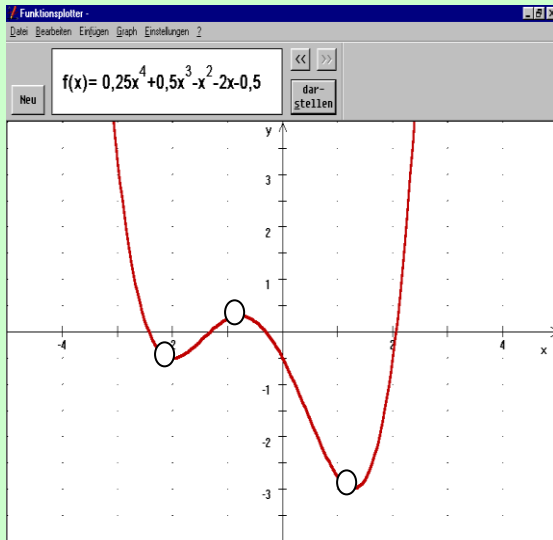 Funktionsplotter -
Datei Bearbeiten Einfügen Graph Einstellungen ?
<< >>
f(x)= 0,25x⁴+0,5x³-x²-2x-0,5
Neu
dar-
stellen
y
3
2
1
-4 -2 2 4
x
-1
-2
-3